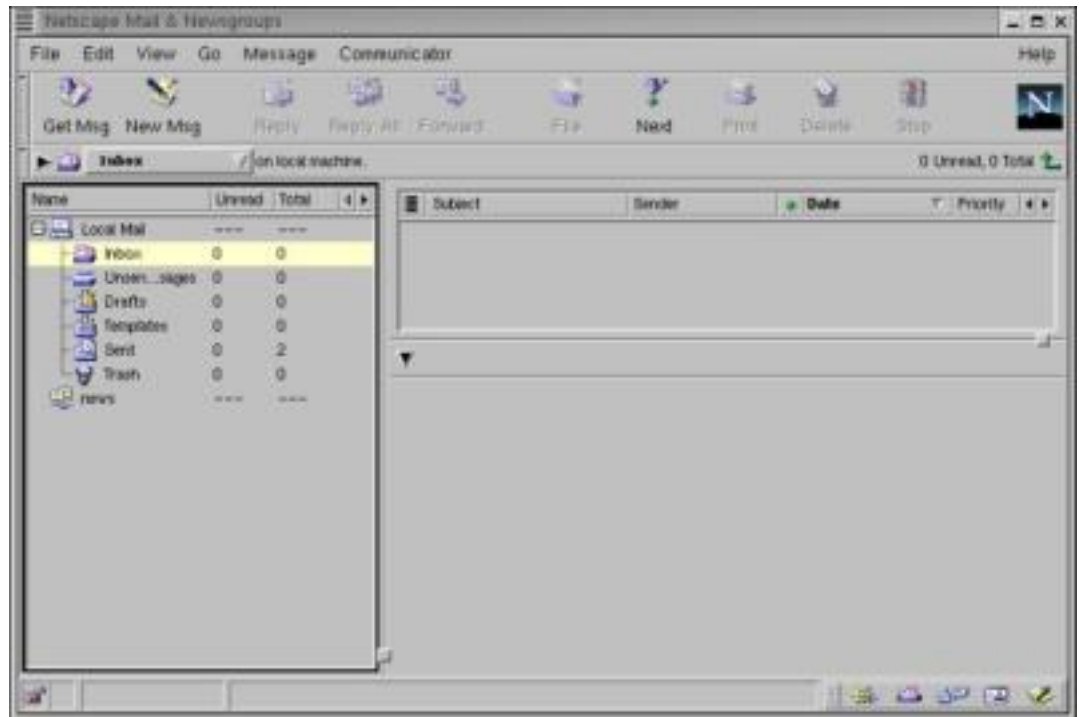 Netscape Mail & Newsgroups
File Edit View Go Message Communicator Help
Get Msg New Msg Reply Reply All Forward File Next Print Delete Stop
N
Inbox on local machine. 0 Unread, 0 Total
Name Unread Total
Subject Sender Date Priority
Local Mail --- ---
Inbox 0 0
Unsen...sages 0 0
Drafts 0 0
Templates 0 0
Sent 0 2
Trash 0 0
news --- ---